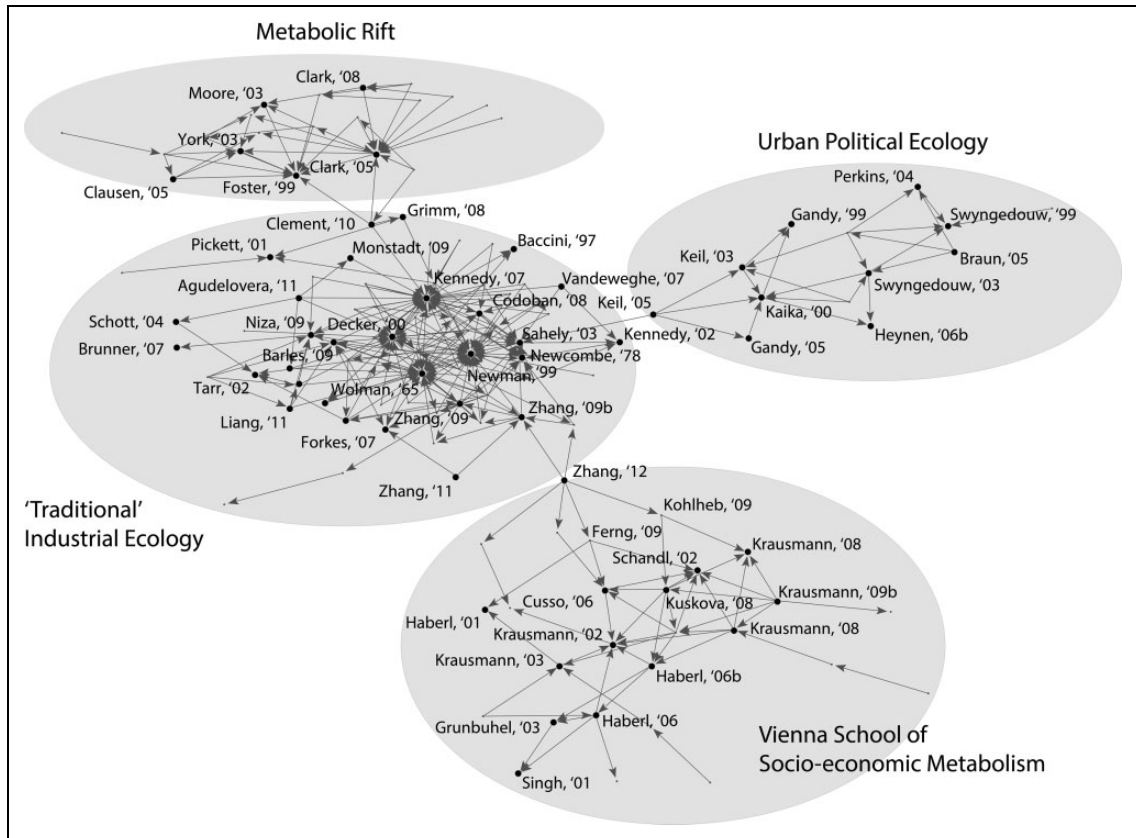 Metabolic Rift
Clark, ‘08
Moore, ‘03
York, ‘03
Clark, ‘05
Clausen, ‘05
Foster, ‘99
Urban Political Ecology
Perkins, ‘04
Gandy, ‘99
Swyngedouw, ‘99
Keil, ‘03
Braun, ‘05
Swyngedouw, ‘03
Keil, ‘05
Kaika, ‘00
Heynen, ‘06b
Gandy, ‘05
Clement, ‘10
Grimm, ‘08
Pickett, ‘01
Monstadt, ‘09
Baccini, ‘97
Kennedy, ‘07
Vandeweghe, ‘07
Agudelovera, ‘11
Codoban, ‘08
Schott, ‘04
Niza, ‘09
Decker, ‘00
Sahely, ‘03
Kennedy, ‘02
Brunner, ‘07
Barles, ‘09
Newcombe, ‘78
Newman, ‘99
Tarr, ‘02
Wolman, ‘65
Liang, ‘11
Zhang, ‘09
Zhang, ‘09b
Forkes, ‘07
Zhang, ‘11
Zhang, ‘12
‘Traditional’
Industrial Ecology
Kohlheb, ‘09
Ferng, ‘09
Schandl, ‘02
Krausmann, ‘08
Cusso, ‘06
Kuskova, ‘08
Krausmann, ‘09b
Haberl, ‘01
Krausmann, ‘02
Krausmann, ‘08
Krausmann, ‘03
Haberl, ‘06b
Grunbuhel, ‘03
Haberl, ‘06
Singh, ‘01
Vienna School of
Socio-economic Metabolism